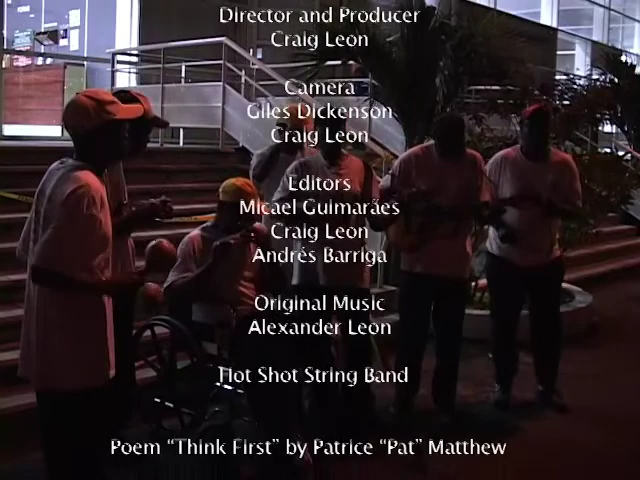 Director and Producer
Craig Leon
Camera
Giles Dickenson
Craig Leon
Editors
Micael Guimarães
Craig Leon
Andrés Barriga
Original Music
Alexander Leon
Hot Shot String Band
Poem “Think First” by Patrice “Pat” Matthew